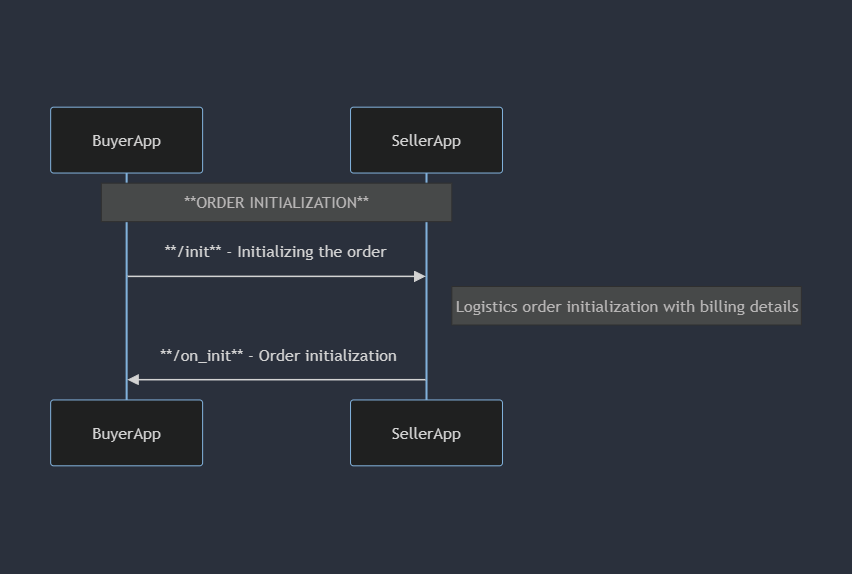 BuyerApp
SellerApp
**ORDER INITIALIZATION**
**/init** - Initializing the order
Logistics order initialization with billing details
**/on_init** - Order initialization
BuyerApp
SellerApp